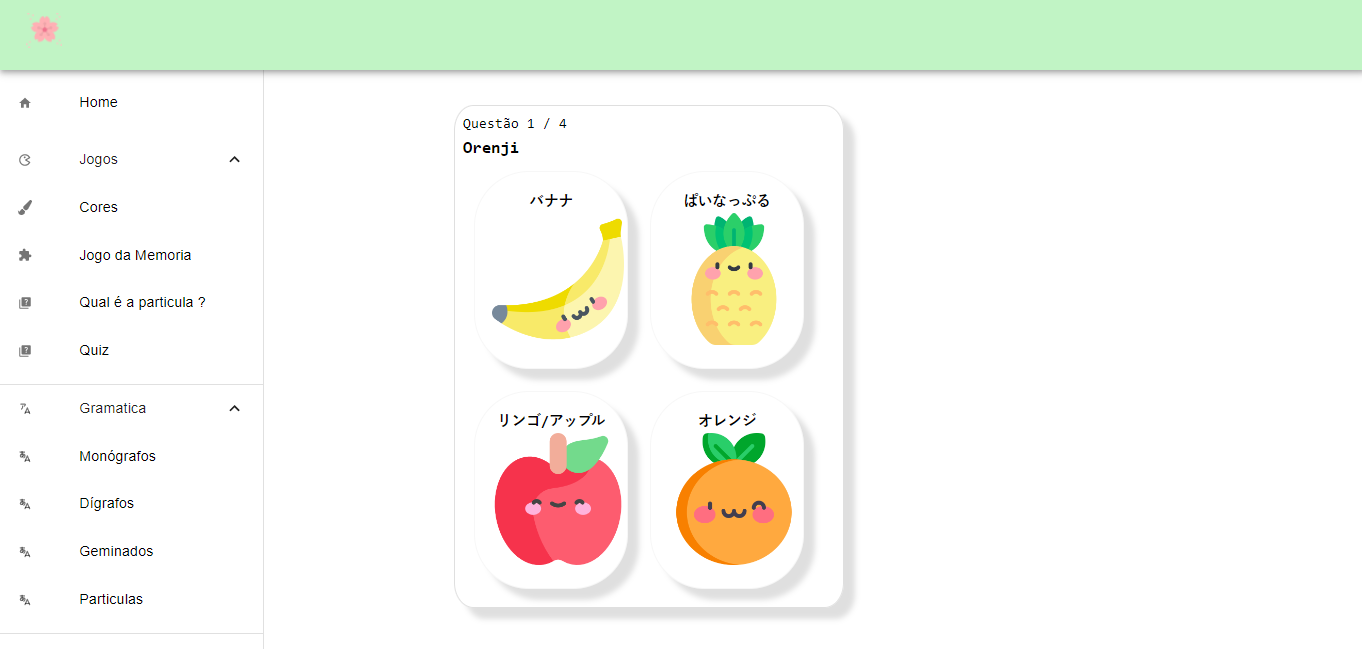 Home
Jogos
Cores
Jogo da Memoria
Qual é a particula ?
Quiz
Gramatica
Monógrafos
Dígrafos
Geminados
Particulas
Questão 1 / 4
Orenji
バナナ
ぱいなっぷる
リンゴ/アップル
オレンジ